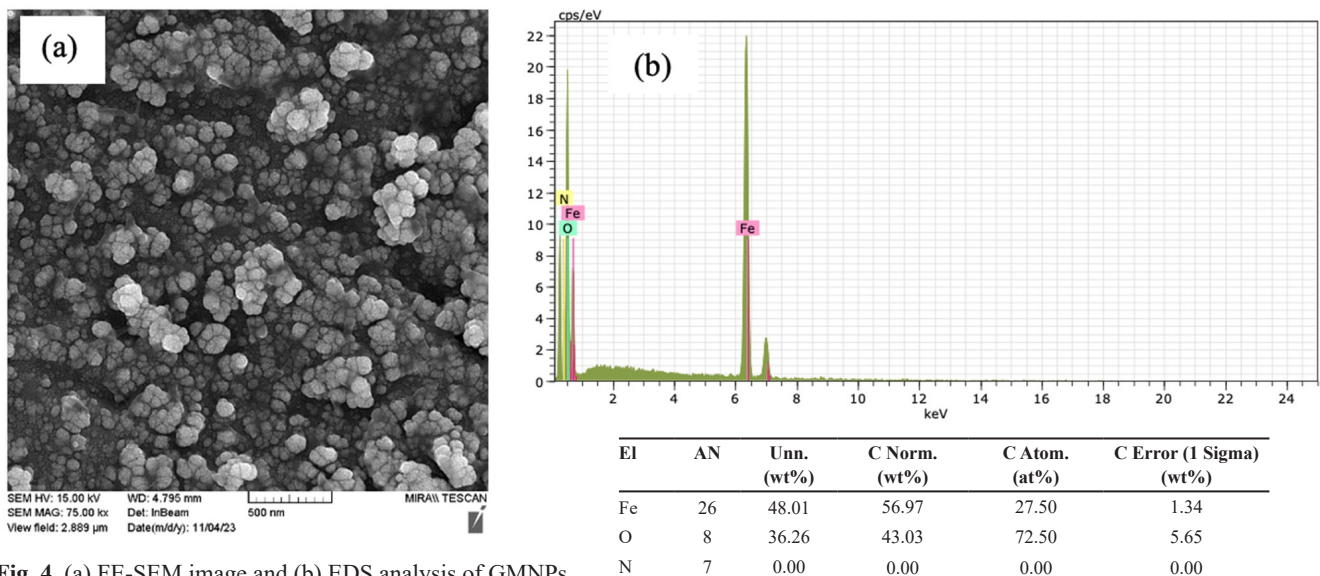 (a)
SEM HV: 15.00 kV WD: 4.795 mm MIRA\\ TESCAN
SEM MAG: 75.00 kx Det: InBeam 500 nm
View field: 2.889 µm Date(m/d/y): 11/04/23
cps/eV
(b)
22
20
18
16
14
12
10
8
6
4
2
0
N
Fe
O
Fe
2 4 6 8 10 12 14 16 18 20 22 24
keV
El AN Unn. C Norm. C Atom. C Error (1 Sigma)
(wt%) (wt%) (at%) (wt%)
Fe 26 48.01 56.97 27.50 1.34
O 8 36.26 43.03 72.50 5.65
N 7 0.00 0.00 0.00 0.00
Fig. 4. (a) FE-SEM image and (b) EDS analysis of GMNPs